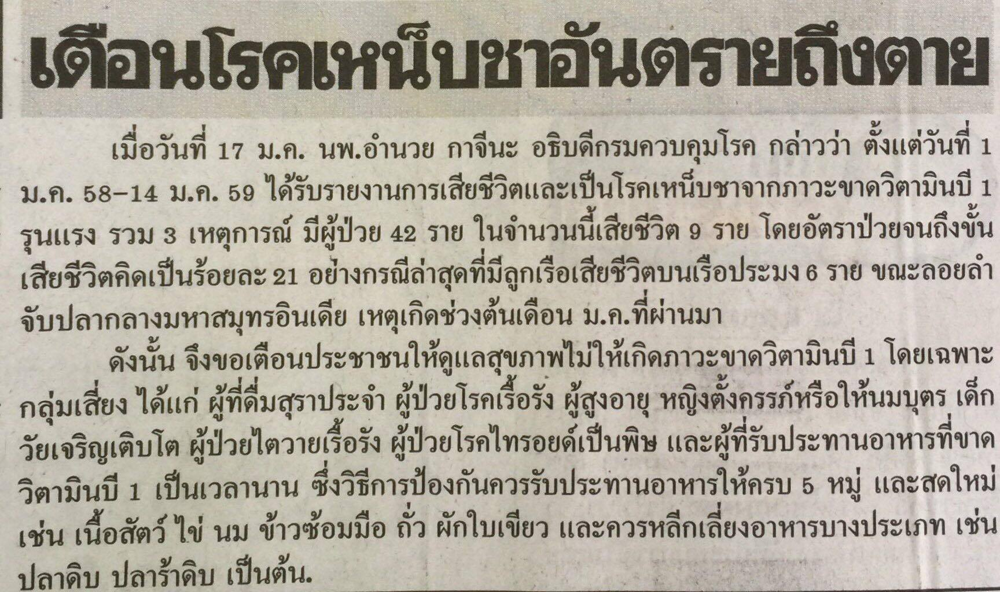 เตือนโรคเหน็บชาอันตรายถึงตาย
เมื่อวันที่ 17 ม.ค. นพ.อำนวย กาจีนะ อธิบดีกรมควบคุมโรค กล่าวว่า ตั้งแต่วันที่ 1
ม.ค. 58-14 ม.ค. 59 ได้รับรายงานการเสียชีวิตและเป็นโรคเหน็บชาจากภาวะขาดวิตามินบี 1
รุนแรง รวม 3 เหตุการณ์ มีผู้ป่วย 42 ราย ในจำนวนนี้เสียชีวิต 9 ราย โดยอัตราป่วยจนถึงขั้น
เสียชีวิตคิดเป็นร้อยละ 21 อย่างกรณีล่าสุดที่มีลูกเรือเสียชีวิตบนเรือประมง 6 ราย ขณะลอยลำ
จับปลากลางมหาสมุทรอินเดีย เหตุเกิดช่วงต้นเดือน ม.ค.ที่ผ่านมา
ดังนั้น จึงขอเตือนประชาชนให้ดูแลสุขภาพไม่ให้เกิดภาวะขาดวิตามินบี 1 โดยเฉพาะ
กลุ่มเสี่ยง ได้แก่ ผู้ที่ดื่มสุราประจำ ผู้ป่วยโรคเรื้อรัง ผู้สูงอายุ หญิงตั้งครรภ์หรือให้นมบุตร เด็ก
วัยเจริญเติบโต ผู้ป่วยไตวายเรื้อรัง ผู้ป่วยโรคไทรอยด์เป็นพิษ และผู้ที่รับประทานอาหารที่ขาด
วิตามินบี 1 เป็นเวลานาน ซึ่งวิธีการป้องกันควรรับประทานอาหารให้ครบ 5 หมู่ และสดใหม่
เช่น เนื้อสัตว์ ไข่ นม ข้าวซ้อมมือ ถั่ว ผักใบเขียว และควรหลีกเลี่ยงอาหารบางประเภท เช่น
ปลาดิบ ปลาร้าดิบ เป็นต้น.